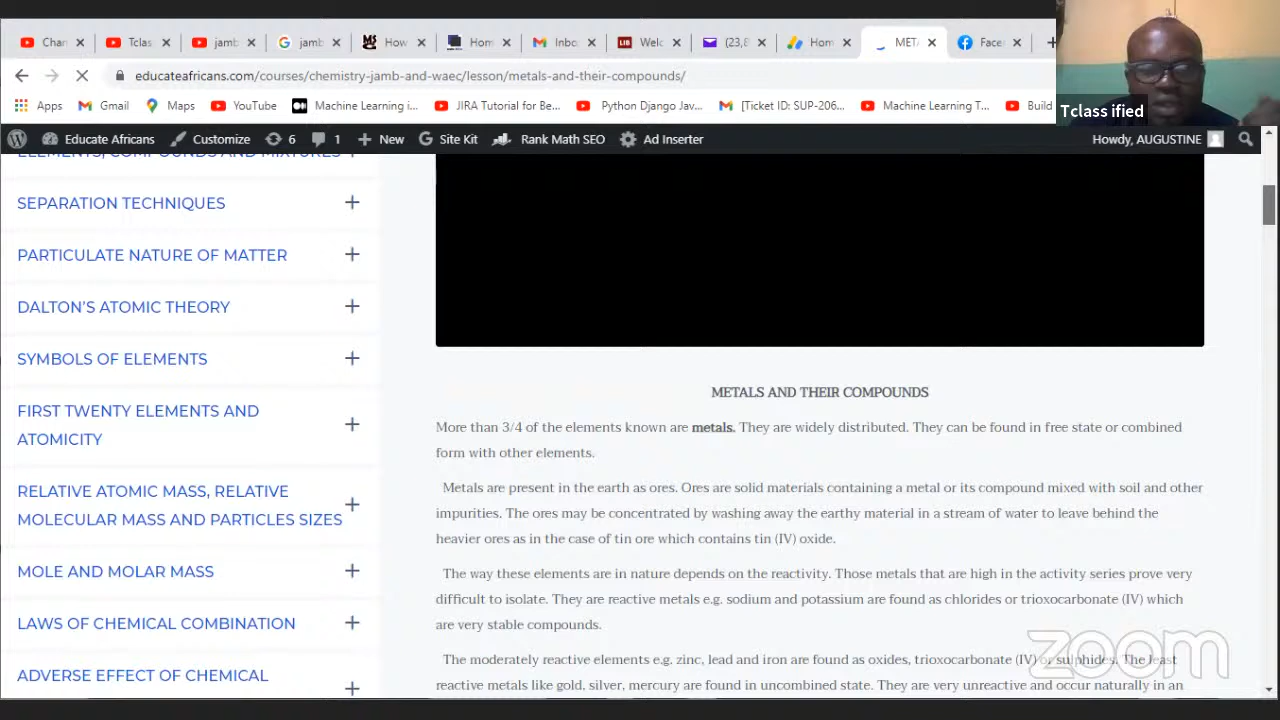 Char
Tclas
jamb
jamb
How
Hom
Inbo
Welc
(23,8
Hom
META
Face
educateafricans.com/courses/chemistry-jamb-and-waec/lesson/metals-and-their-compounds/
Apps
Gmail
Maps
YouTube
Machine Learning i...
JIRA Tutorial for Be...
Python Django Jav...
[Ticket ID: SUP-206...
Machine Learning T...
Build
Tclass ified
Educate Africans
Customize
6
1
New
Site Kit
Rank Math SEO
Ad Inserter
Howdy, AUGUSTINE
ELEMENTS, COMPOUNDS AND MIXTURES
SEPARATION TECHNIQUES
PARTICULATE NATURE OF MATTER
DALTON'S ATOMIC THEORY
SYMBOLS OF ELEMENTS
FIRST TWENTY ELEMENTS AND
ATOMICITY
RELATIVE ATOMIC MASS, RELATIVE
MOLECULAR MASS AND PARTICLES SIZES
MOLE AND MOLAR MASS
LAWS OF CHEMICAL COMBINATION
ADVERSE EFFECT OF CHEMICAL
METALS AND THEIR COMPOUNDS
More than 3/4 of the elements known are metals. They are widely distributed. They can be found in free state or combined
form with other elements.
Metals are present in the earth as ores. Ores are solid materials containing a metal or its compound mixed with soil and other
impurities. The ores may be concentrated by washing away the earthy material in a stream of water to leave behind the
heavier ores as in the case of tin ore which contains tin (IV) oxide.
The way these elements are in nature depends on the reactivity. Those metals that are high in the activity series prove very
difficult to isolate. They are reactive metals e.g. sodium and potassium are found as chlorides or trioxocarbonate (IV) which
are very stable compounds.
The moderately reactive elements e.g. zinc, lead and iron are found as oxides, trioxocarbonate (IV) or sulphides. The least
reactive metals like gold, silver, mercury are found in uncombined state. They are very unreactive and occur naturally in an
zoom